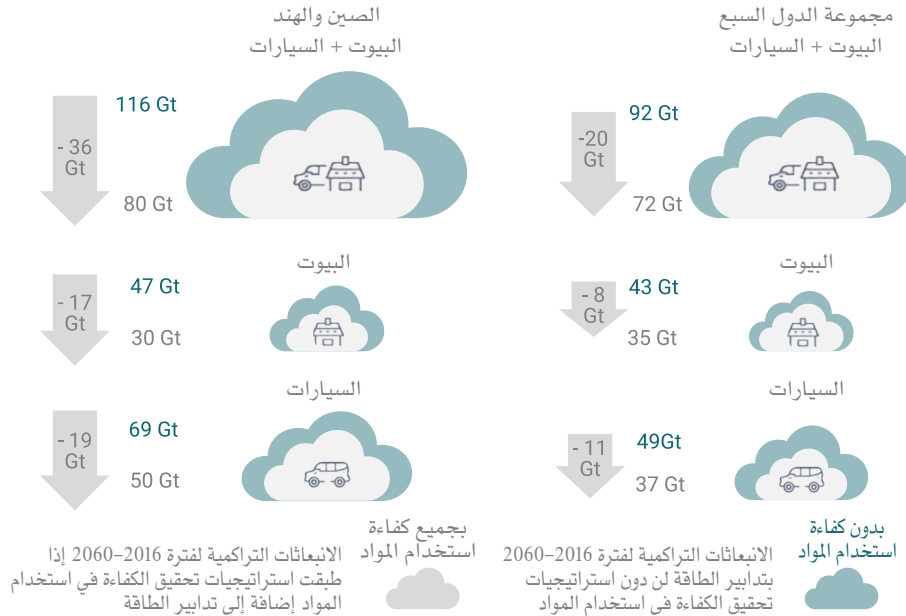 مجموعة الدول السبع
البيوت + السيارات
92 Gt
-20
Gt
72 Gt
البيوت
43 Gt
- 8
Gt
35 Gt
السيارات
49Gt
- 11
Gt
37 Gt
الصين والهند
البيوت + السيارات
116 Gt
- 36
Gt
80 Gt
البيوت
47 Gt
- 17
Gt
30 Gt
السيارات
69 Gt
- 19
Gt
50 Gt
بدون كفاءة
استخدام المواد
الانبعاثات التراكمية لفترة 2016–2060
بتدابير الطاقة لن دون استراتيجيات
تحقيق الكفاءة في استخدام المواد
بجميع كفاءة
استخدام المواد
الانبعاثات التراكمية لفترة 2016–2060 إذا
طبقت استراتيجيات تحقيق الكفاءة في استخدام
المواد إضافة إلى تدابير الطاقة